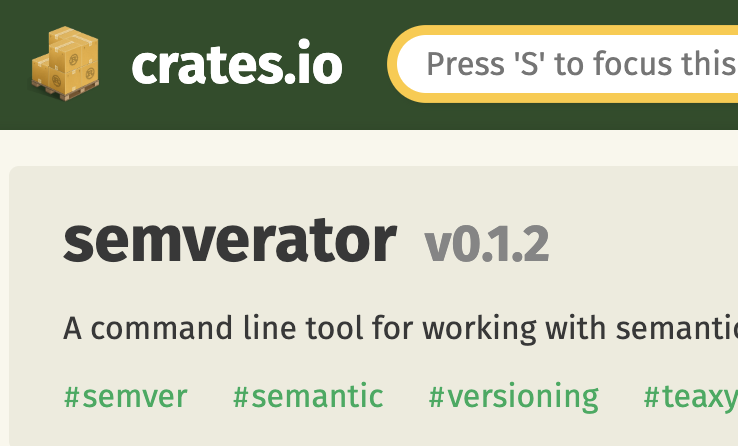 crates.io
Press 'S' to focus this
semverator v0.1.2
A command line tool for working with semantic
#semver #semantic #versioning #teaxy